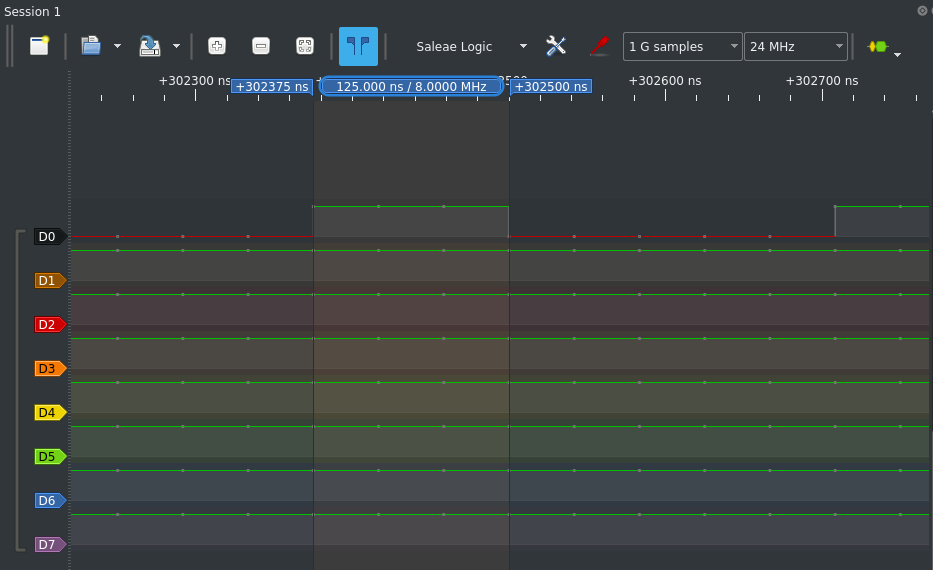 Session 1
Saleae Logic
1 G samples
24 MHz
+302300 ns
+302600 ns
+302700 ns
+302375 ns
125.000 ns / 8.0000 MHz
+302500 ns
D0
D1
D2
D3
D4
D5
D6
D7